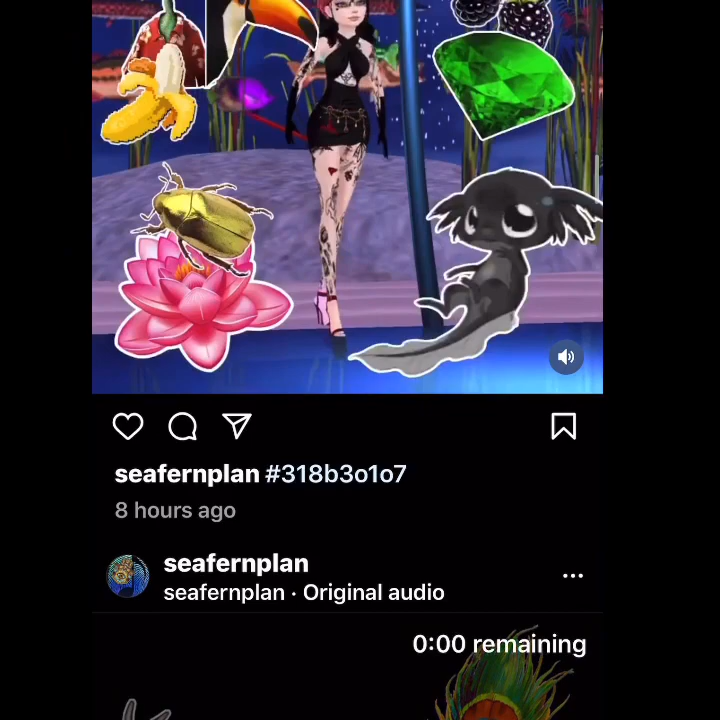 seafernplan #318b3o1o7
8 hours ago
seafernplan
seafernplan · Original audio
0:00 remaining